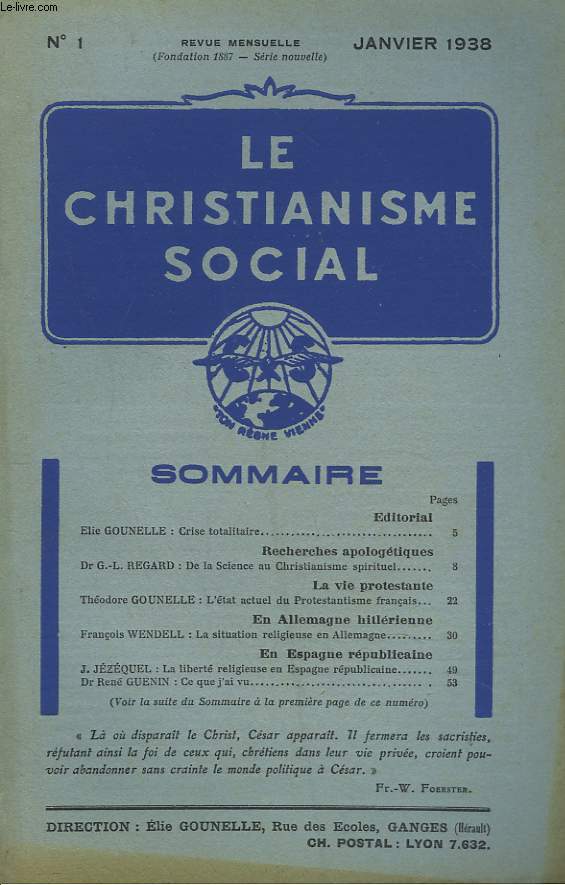 Le-livre.com
N° 1
REVUE MENSUELLE
JANVIER 1938
(Fondation 1887 — Série nouvelle)
LE
CHRISTIANISME
SOCIAL
"TON RÈGNE VIENNE"
SOMMAIRE
Pages
Editorial
Elie GOUNELLE : Crise totalitaire.................................. 5
Recherches apologétiques
Dr G.-L. REGARD : De la Science au Christianisme spirituel....... 8
La vie protestante
Théodore GOUNELLE : L'état actuel du Protestantisme français... 22
En Allemagne hitlérienne
François WENDELL : La situation religieuse en Allemagne......... 30
En Espagne républicaine
J. JÉZÉQUEL : La liberté religieuse en Espagne républicaine....... 49
Dr René GUENIN : Ce que j'ai vu.................................. 53
(Voir la suite du Sommaire à la première page de ce numéro)
« Là où disparaît le Christ, César apparaît. Il fermera les sacristies,
réfutant ainsi la foi de ceux qui, chrétiens dans leur vie privée, croient pou-
voir abandonner sans crainte le monde politique à César. »
Fr.-W. FOERSTER.
DIRECTION : Élie GOUNELLE, Rue des Ecoles, GANGES (Hérault)
CH. POSTAL : LYON 7.632.